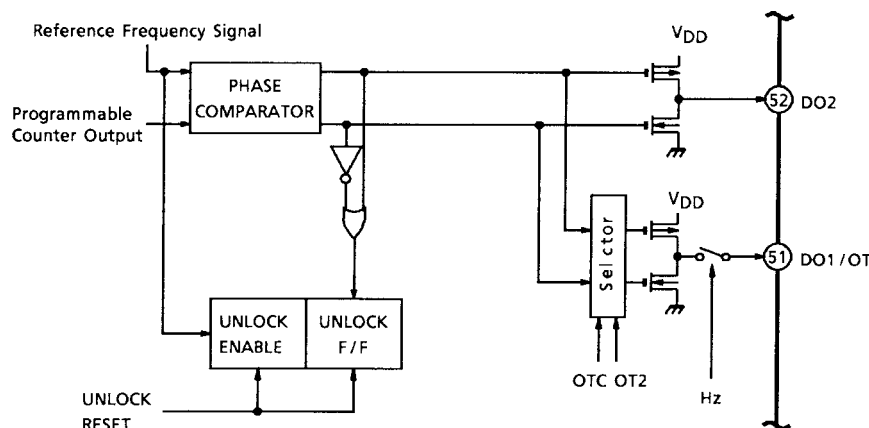 Reference Frequency Signal
PHASE
COMPARATOR
Programmable
Counter Output
VDD
52 DO2
VDD
Selctor
51 DO1/OT
UNLOCK
ENABLE
UNLOCK
F/F
OTC OT2
Hz
UNLOCK
RESET